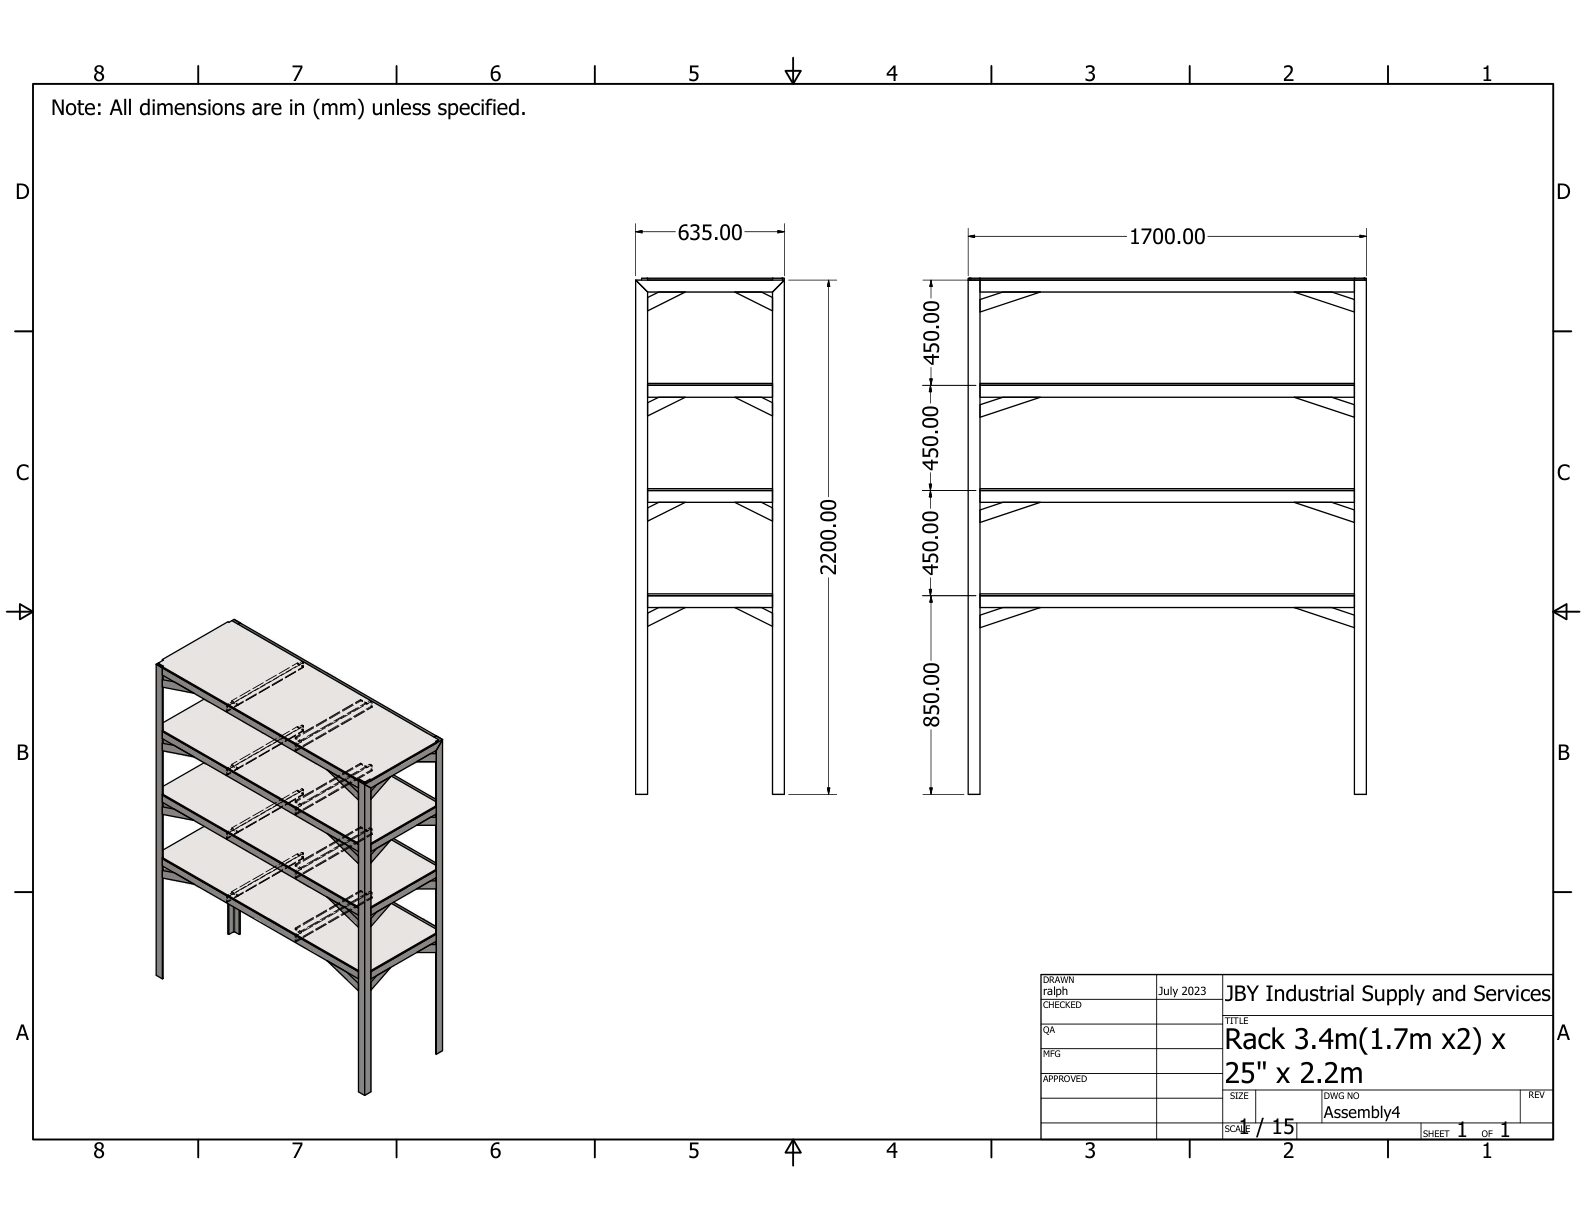 8 7 6 5 4 3 2 1
Note: All dimensions are in (mm) unless specified.
D D
635.00
1700.00
450.00
450.00
450.00
850.00
2200.00
C C
B B
A A
DRAWN
ralph
July 2023
CHECKED
QA
MFG
APPROVED
JBY Industrial Supply and Services
TITLE
Rack 3.4m(1.7m x2) x
25" x 2.2m
SIZE
DWG NO
Assembly4
REV
SCALE
1 / 15
SHEET 1 OF 1
8 7 6 5 4 3 2 1